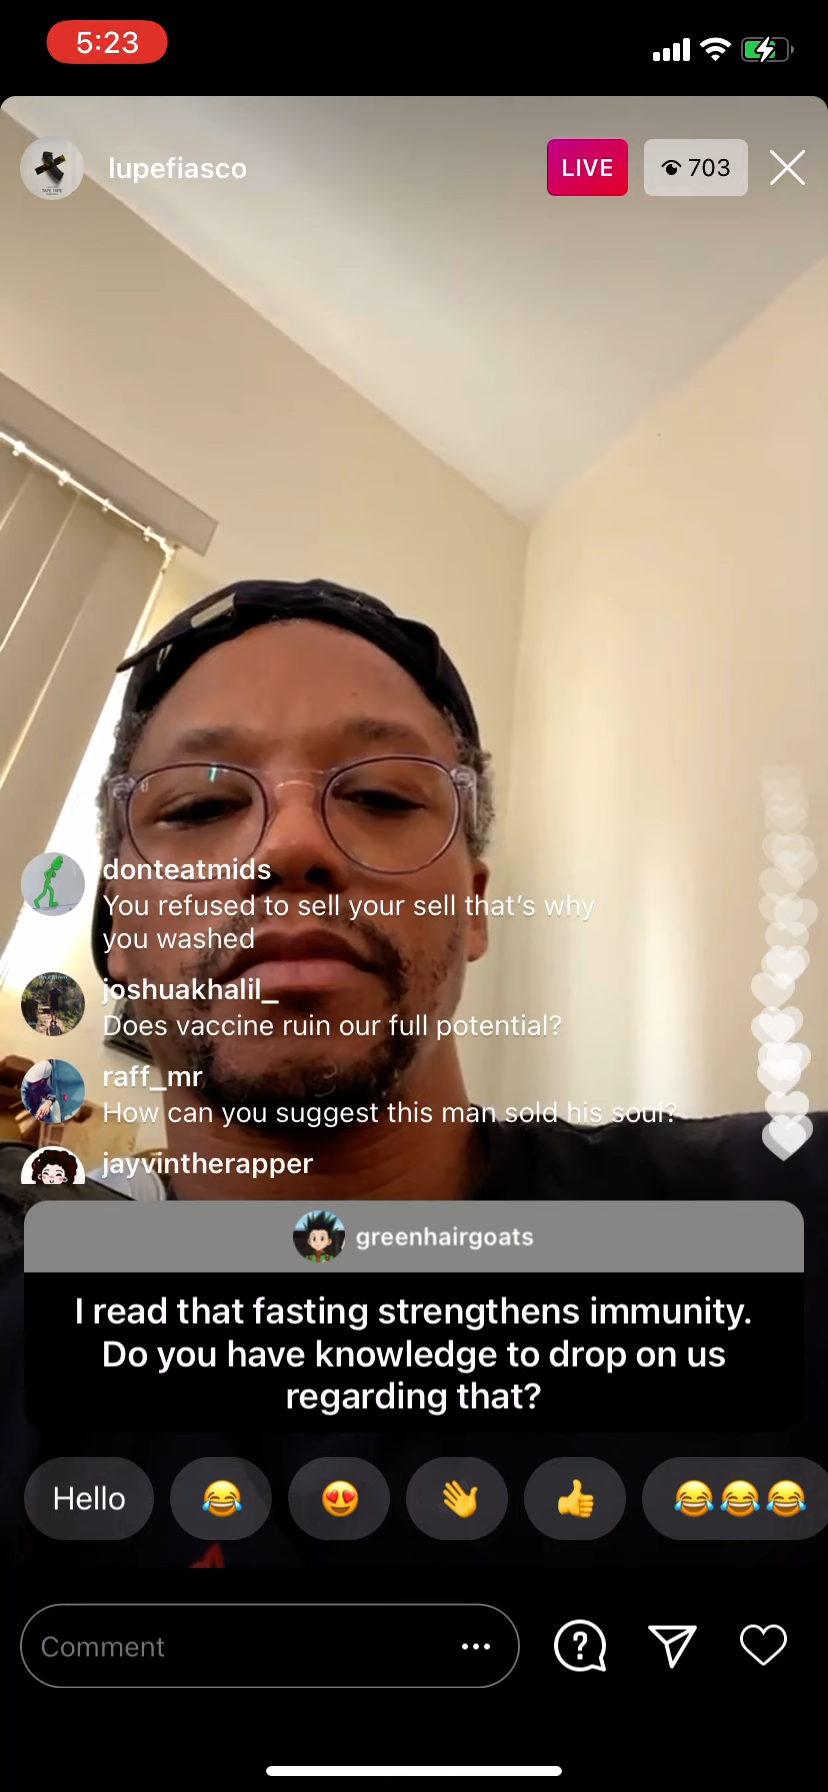 5:23
lupefiasco
LIVE
703
donteatmids
You refused to sell your sell that’s why
you washed
joshuakhalil_
Does vaccine ruin our full potential?
raff_mr
How can you suggest this man sold his soul?
jayvintherapper
greenhairgoats
I read that fasting strengthens immunity.
Do you have knowledge to drop on us
regarding that?
Hello
Comment